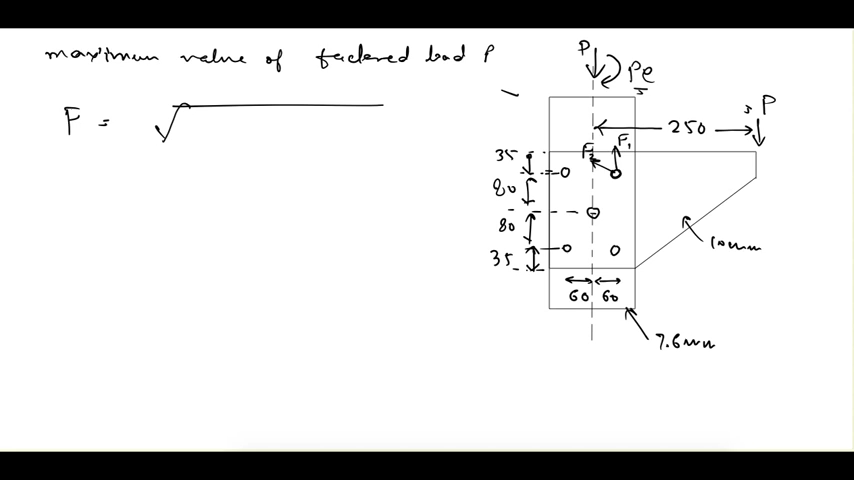 maximum value of factored load P
F = √
P
Pe
P
250
F₂
F₁
35
80
80
35
60 60
10mm
7.6mm